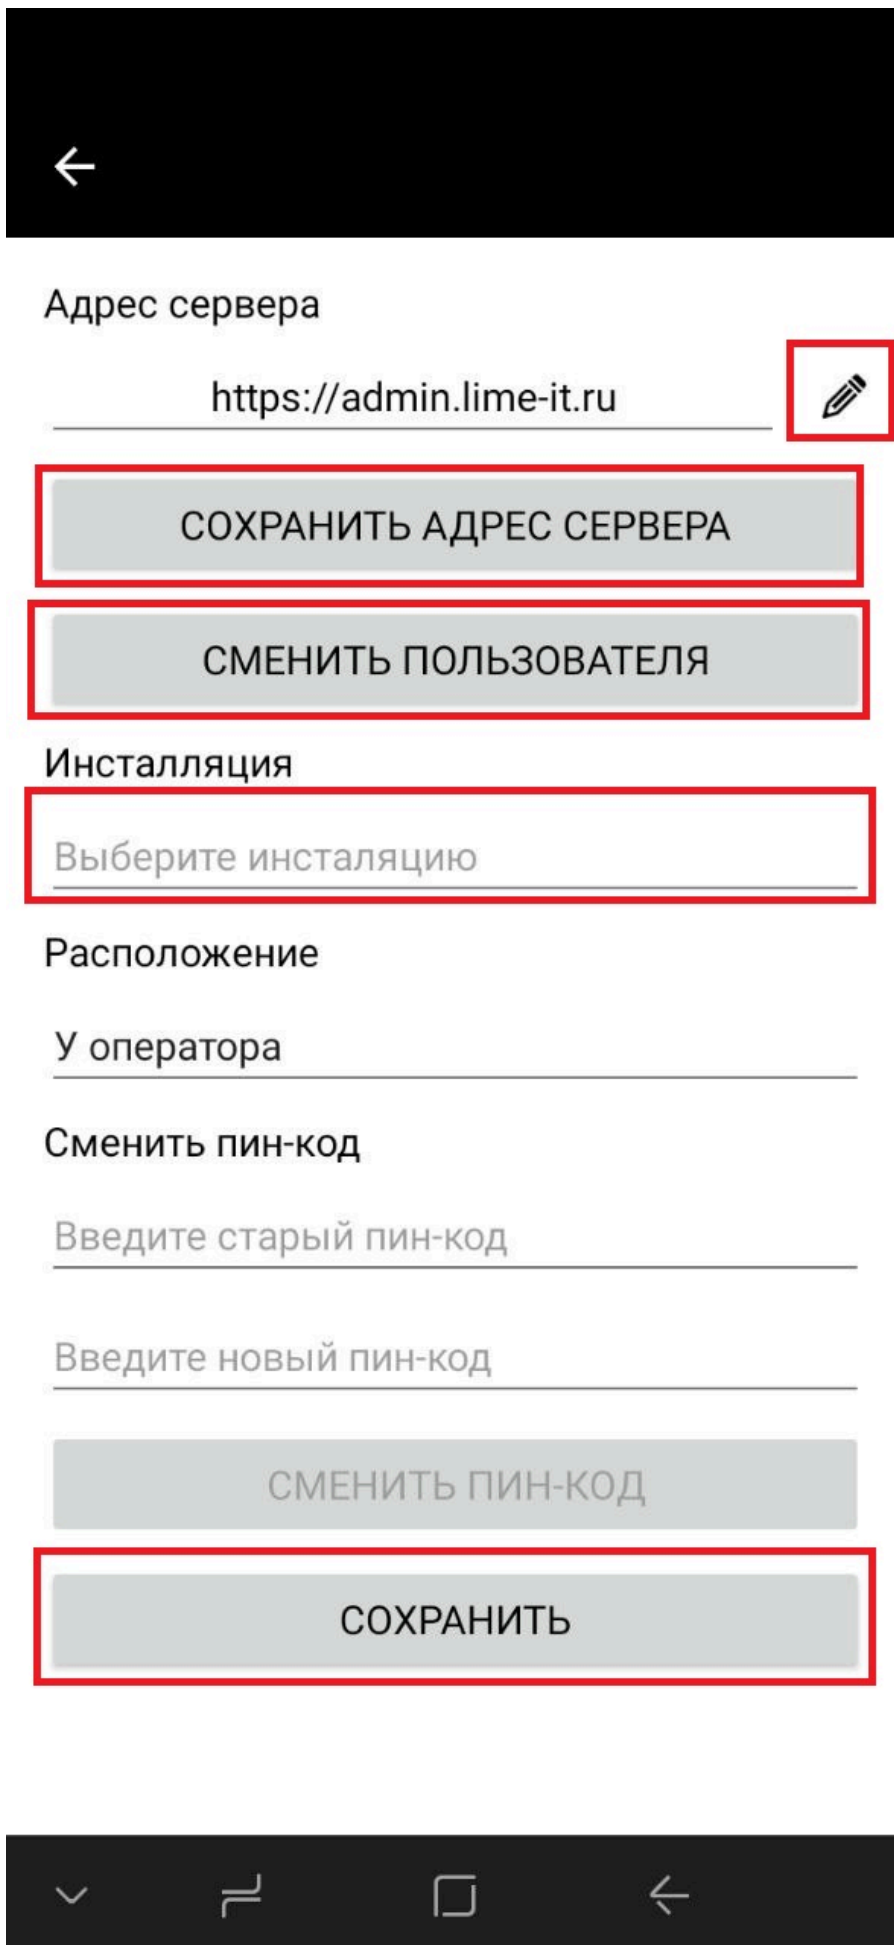 Адрес сервера
https://admin.lime-it.ru
СОХРАНИТЬ АДРЕС СЕРВЕРА
СМЕНИТЬ ПОЛЬЗОВАТЕЛЯ
Инсталляция
Выберите инсталяцию
Расположение
У оператора
Сменить пин-код
Введите старый пин-код
Введите новый пин-код
СМЕНИТЬ ПИН-КОД
СОХРАНИТЬ